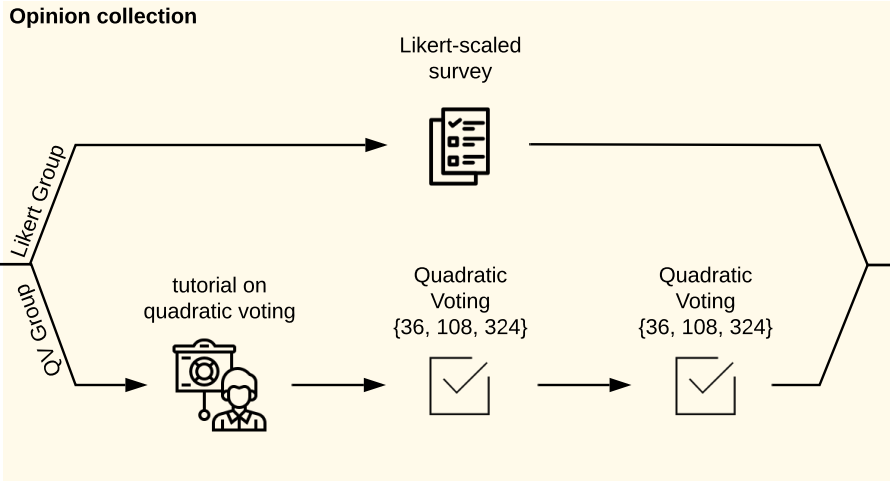 Opinion collection
Likert-scaled
survey
Likert Group
QV Group
tutorial on
quadratic voting
Quadratic
Voting
{36, 108, 324}
Quadratic
Voting
{36, 108, 324}